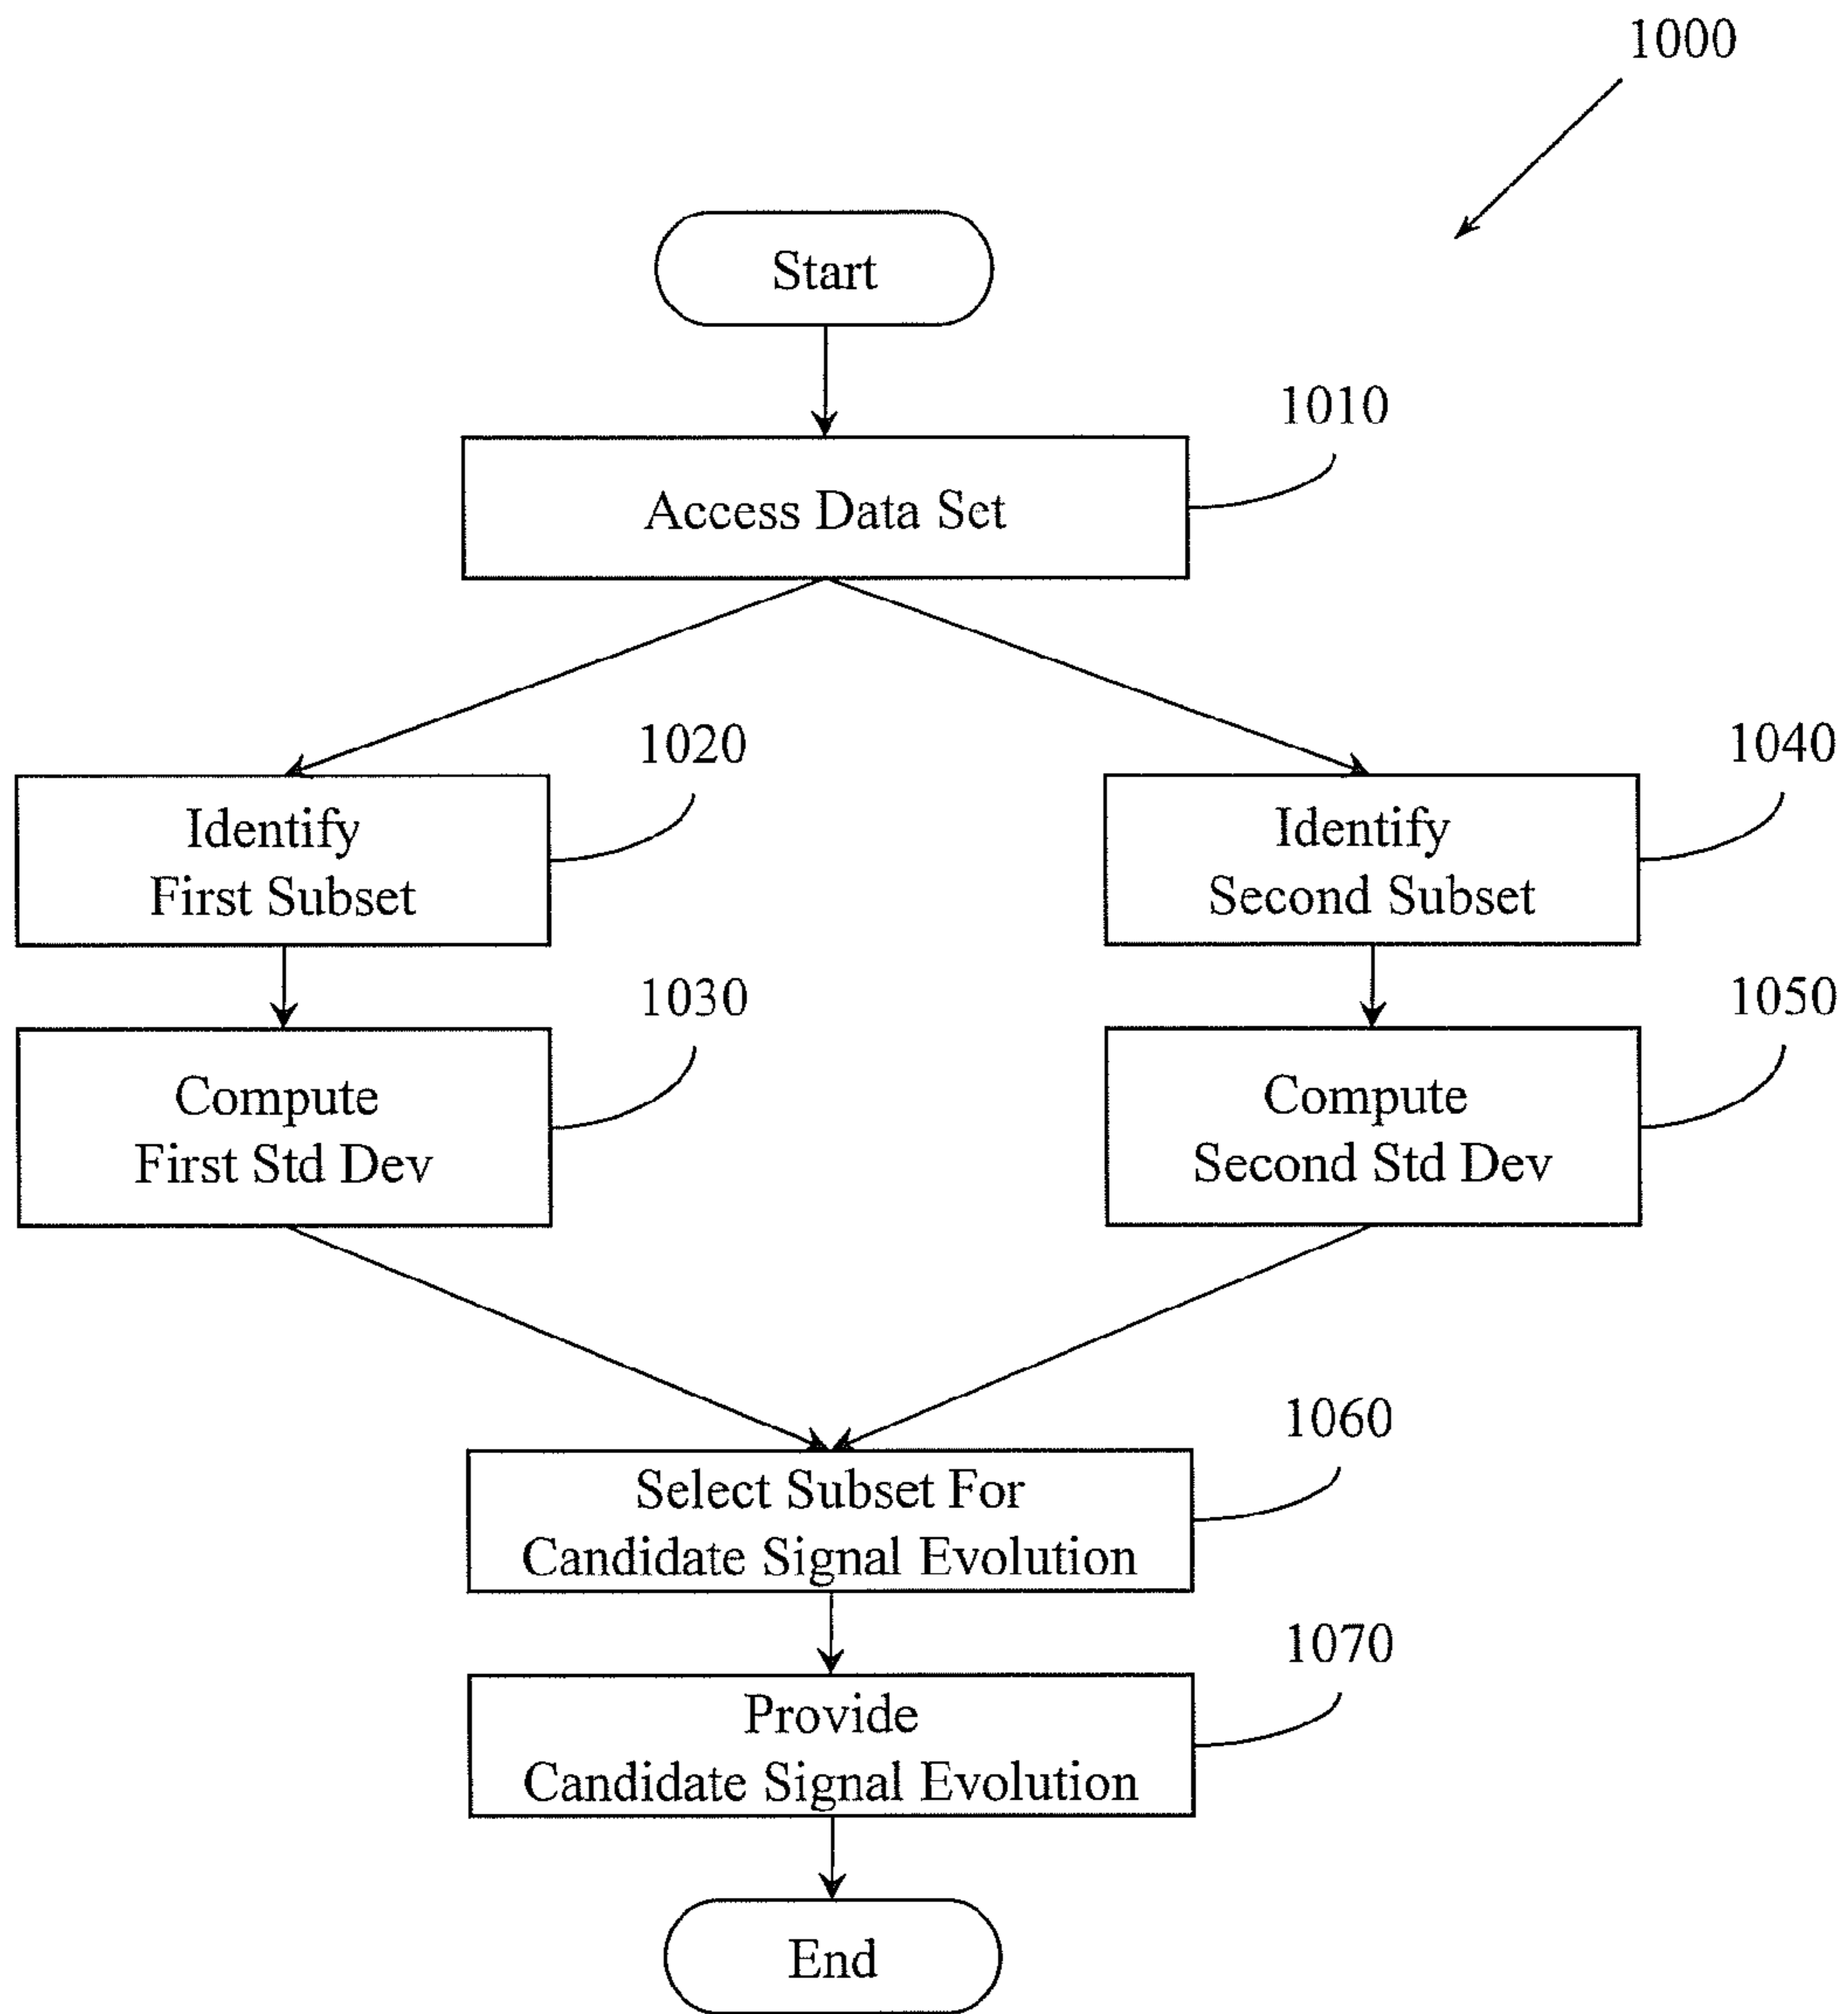 1000
Start
1010
Access Data Set
1020
Identify
First Subset
1040
Identify
Second Subset
1030
Compute
First Std Dev
1050
Compute
Second Std Dev
1060
Select Subset For
Candidate Signal Evolution
1070
Provide
Candidate Signal Evolution
End